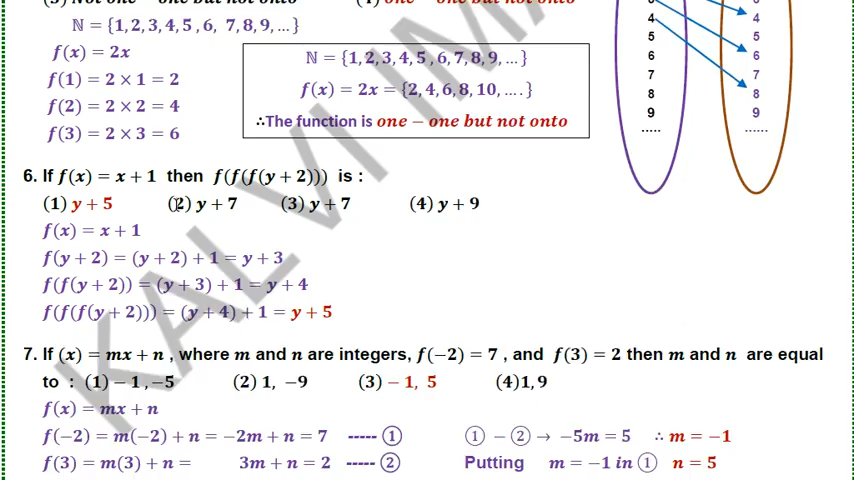 (3) Not one − one but not onto (4) one − one but not onto
ℕ = {1, 2, 3, 4, 5 , 6, 7, 8, 9, …}
f(x) = 2x
f(1) = 2 × 1 = 2
f(2) = 2 × 2 = 4
f(3) = 2 × 3 = 6
ℕ = {1, 2, 3, 4, 5 , 6, 7, 8, 9, … }
f(x) = 2x = {2, 4, 6, 8, 10, … . }
∴The function is one − one but not onto
4
5
6
7
8
9
.....
4
5
6
7
8
9
......
6. If f(x) = x + 1 then f(f(f(y + 2))) is :
(1) y + 5 (2) y + 7 (3) y + 7 (4) y + 9
f(x) = x + 1
f(y + 2) = (y + 2) + 1 = y + 3
f(f(y + 2)) = (y + 3) + 1 = y + 4
f(f(f(y + 2))) = (y + 4) + 1 = y + 5
7. If (x) = mx + n , where m and n are integers, f(−2) = 7 , and f(3) = 2 then m and n are equal
to : (1) − 1 , −5 (2) 1, −9 (3) − 1, 5 (4)1, 9
f(x) = mx + n
f(−2) = m(−2) + n = −2m + n = 7 ----- ① ① − ② → −5m = 5 ∴ m = −1
f(3) = m(3) + n = 3m + n = 2 ----- ② Putting m = −1 in ① n = 5
KALVI IMA